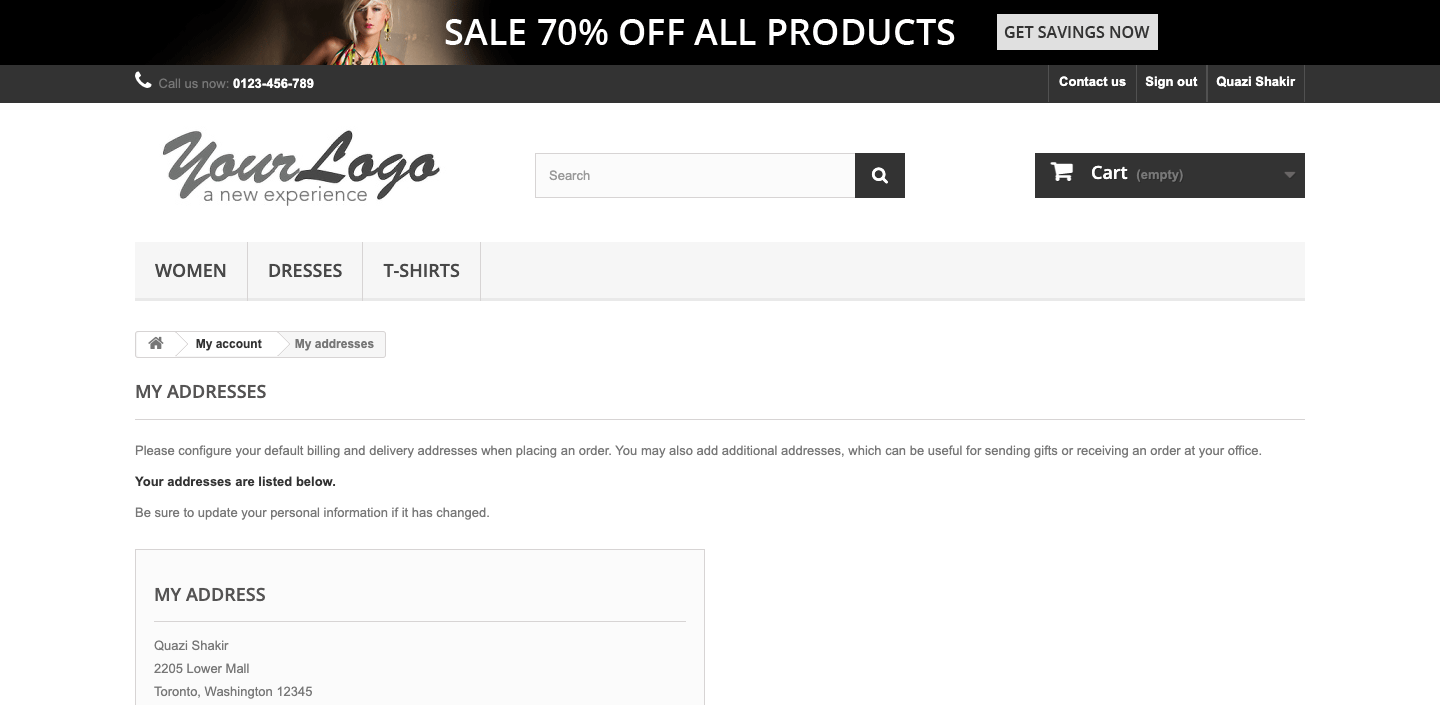 SALE 70% OFF ALL PRODUCTS GET SAVINGS NOW
Call us now: 0123-456-789 Contact us Sign out Quazi Shakir
YourLogo
a new experience
Search
Cart (empty)
WOMEN DRESSES T-SHIRTS
My account My addresses
MY ADDRESSES
Please configure your default billing and delivery addresses when placing an order. You may also add additional addresses, which can be useful for sending gifts or receiving an order at your office.
Your addresses are listed below.
Be sure to update your personal information if it has changed.
MY ADDRESS
Quazi Shakir
2205 Lower Mall
Toronto, Washington 12345